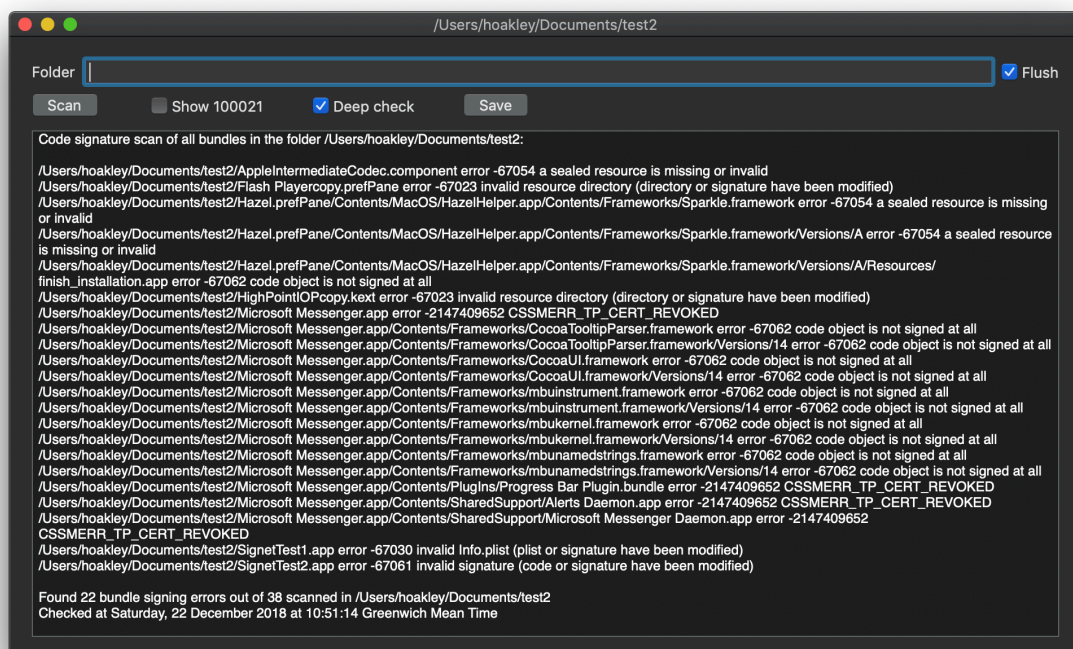 /Users/hoakley/Documents/test2
Folder
Flush
Scan
Show 100021
Deep check
Save
Code signature scan of all bundles in the folder /Users/hoakley/Documents/test2:
/Users/hoakley/Documents/test2/AppleIntermediateCodec.component error -67054 a sealed resource is missing or invalid
/Users/hoakley/Documents/test2/Flash Playercopy.prefPane error -67023 invalid resource directory (directory or signature have been modified)
/Users/hoakley/Documents/test2/Hazel.prefPane/Contents/MacOS/HazelHelper.app/Contents/Frameworks/Sparkle.framework error -67054 a sealed resource is missing
or invalid
/Users/hoakley/Documents/test2/Hazel.prefPane/Contents/MacOS/HazelHelper.app/Contents/Frameworks/Sparkle.framework/Versions/A error -67054 a sealed resource
is missing or invalid
/Users/hoakley/Documents/test2/Hazel.prefPane/Contents/MacOS/HazelHelper.app/Contents/Frameworks/Sparkle.framework/Versions/A/Resources/
finish_installation.app error -67062 code object is not signed at all
/Users/hoakley/Documents/test2/HighPointIOPcopy.kext error -67023 invalid resource directory (directory or signature have been modified)
/Users/hoakley/Documents/test2/Microsoft Messenger.app error -2147409652 CSSMERR_TP_CERT_REVOKED
/Users/hoakley/Documents/test2/Microsoft Messenger.app/Contents/Frameworks/CocoaTooltipParser.framework error -67062 code object is not signed at all
/Users/hoakley/Documents/test2/Microsoft Messenger.app/Contents/Frameworks/CocoaTooltipParser.framework/Versions/14 error -67062 code object is not signed at all
/Users/hoakley/Documents/test2/Microsoft Messenger.app/Contents/Frameworks/CocoaUI.framework error -67062 code object is not signed at all
/Users/hoakley/Documents/test2/Microsoft Messenger.app/Contents/Frameworks/CocoaUI.framework/Versions/14 error -67062 code object is not signed at all
/Users/hoakley/Documents/test2/Microsoft Messenger.app/Contents/Frameworks/mbuinstrument.framework error -67062 code object is not signed at all
/Users/hoakley/Documents/test2/Microsoft Messenger.app/Contents/Frameworks/mbuinstrument.framework/Versions/14 error -67062 code object is not signed at all
/Users/hoakley/Documents/test2/Microsoft Messenger.app/Contents/Frameworks/mbukernel.framework error -67062 code object is not signed at all
/Users/hoakley/Documents/test2/Microsoft Messenger.app/Contents/Frameworks/mbukernel.framework/Versions/14 error -67062 code object is not signed at all
/Users/hoakley/Documents/test2/Microsoft Messenger.app/Contents/Frameworks/mbunamedstrings.framework error -67062 code object is not signed at all
/Users/hoakley/Documents/test2/Microsoft Messenger.app/Contents/Frameworks/mbunamedstrings.framework/Versions/14 error -67062 code object is not signed at all
/Users/hoakley/Documents/test2/Microsoft Messenger.app/Contents/PlugIns/Progress Bar Plugin.bundle error -2147409652 CSSMERR_TP_CERT_REVOKED
/Users/hoakley/Documents/test2/Microsoft Messenger.app/Contents/SharedSupport/Alerts Daemon.app error -2147409652 CSSMERR_TP_CERT_REVOKED
/Users/hoakley/Documents/test2/Microsoft Messenger.app/Contents/SharedSupport/Microsoft Messenger Daemon.app error -2147409652
CSSMERR_TP_CERT_REVOKED
/Users/hoakley/Documents/test2/SignetTest1.app error -67030 invalid Info.plist (plist or signature have been modified)
/Users/hoakley/Documents/test2/SignetTest2.app error -67061 invalid signature (code or signature have been modified)
Found 22 bundle signing errors out of 38 scanned in /Users/hoakley/Documents/test2
Checked at Saturday, 22 December 2018 at 10:51:14 Greenwich Mean Time